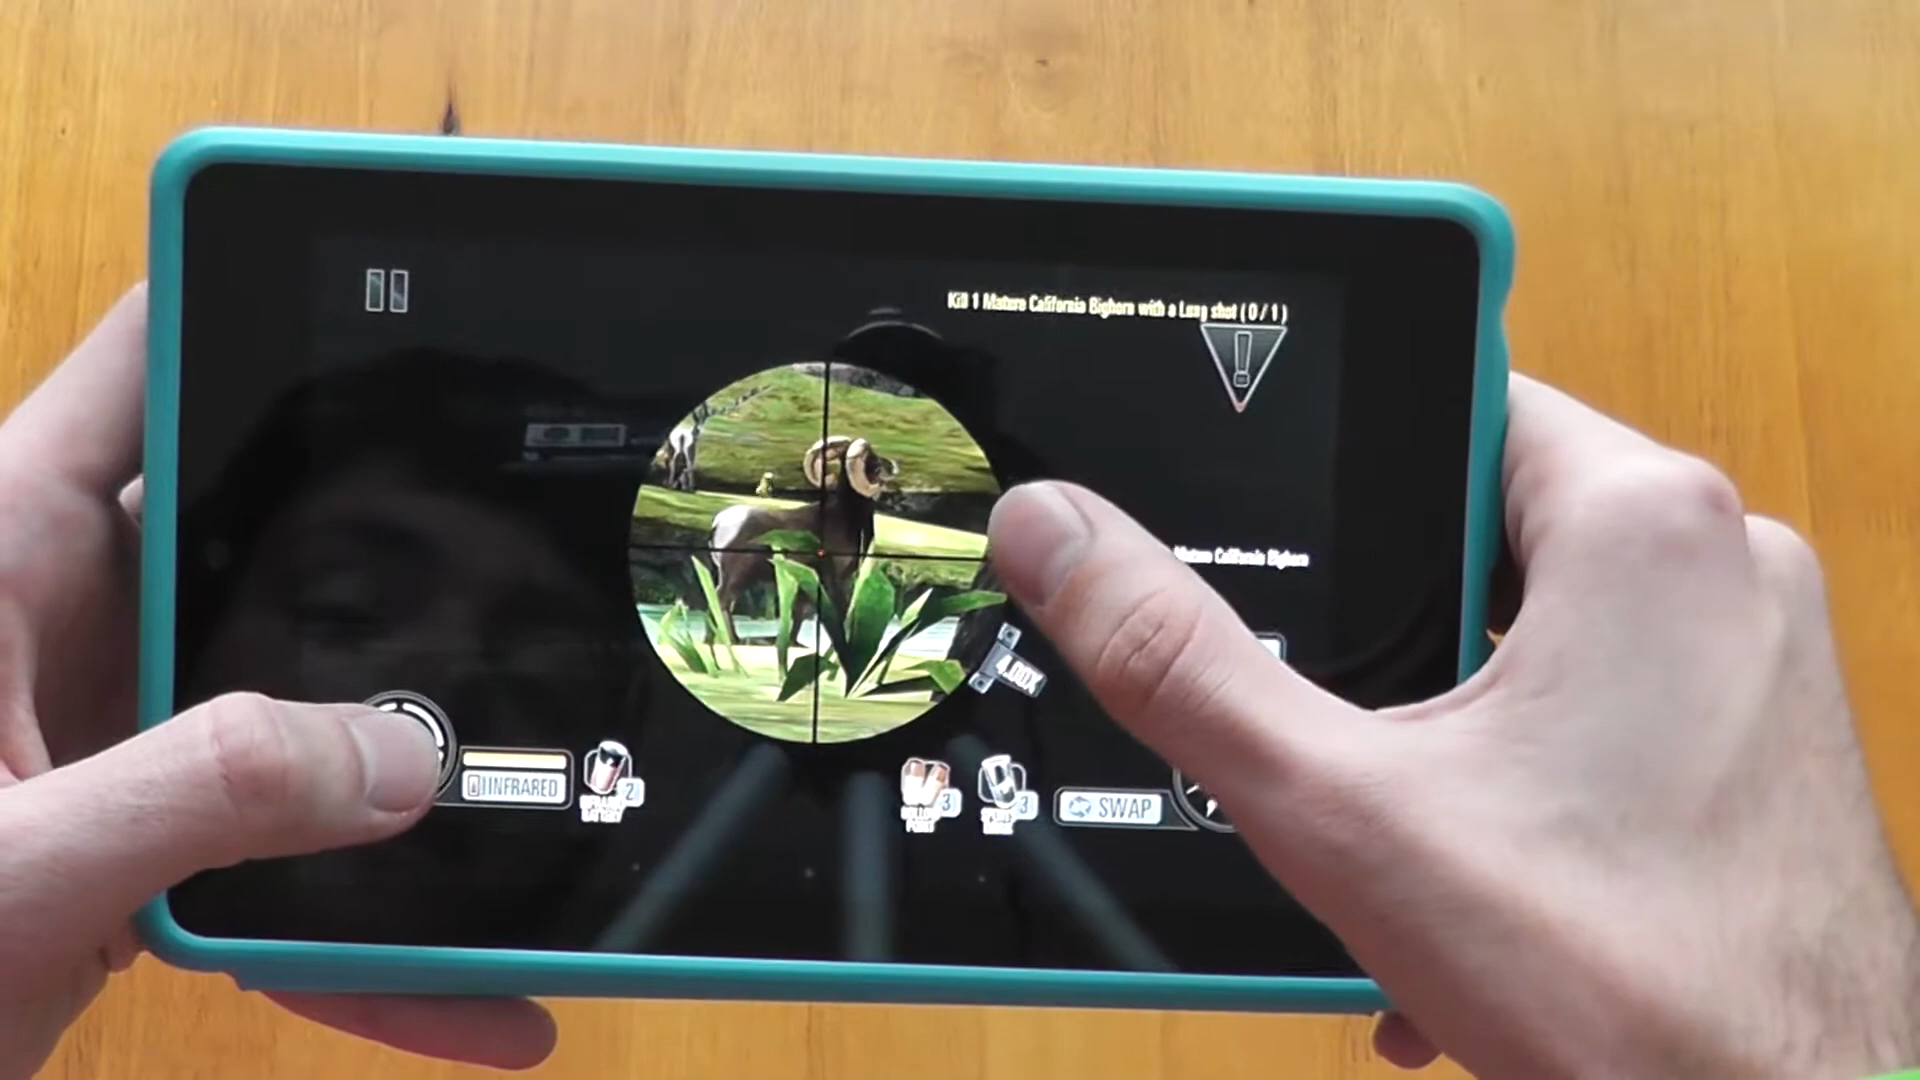 Kill 1 Mature California Bighorn with a Long shot ( 0 / 1 )
Mature California Bighorn
4.00X
INFRARED
2
3
3
SWAP